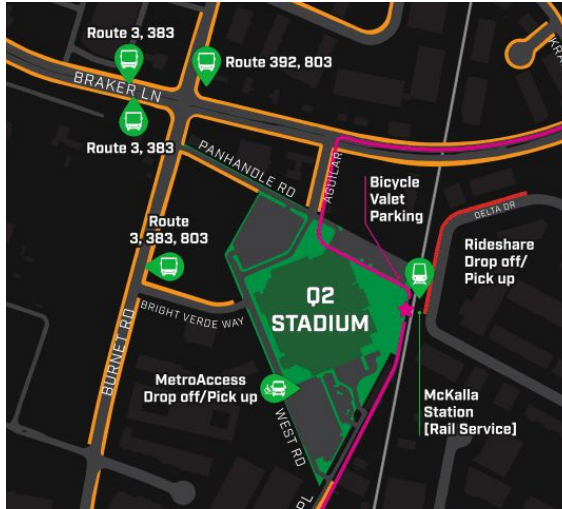 Route 3, 383
Route 392, 803
BRAKER LN
Route 3, 383
PANHANDLE RD
AGUILAR
Bicycle
Valet
Parking
DELTA DR
Route
3, 383, 803
Rideshare
Drop off/
Pick up
Q2
STADIUM
BRIGHT VERDE WAY
BURNET RD
MetroAccess
Drop off/Pick up
WEST RD
McKalla
Station
[Rail Service]
PL
KRA